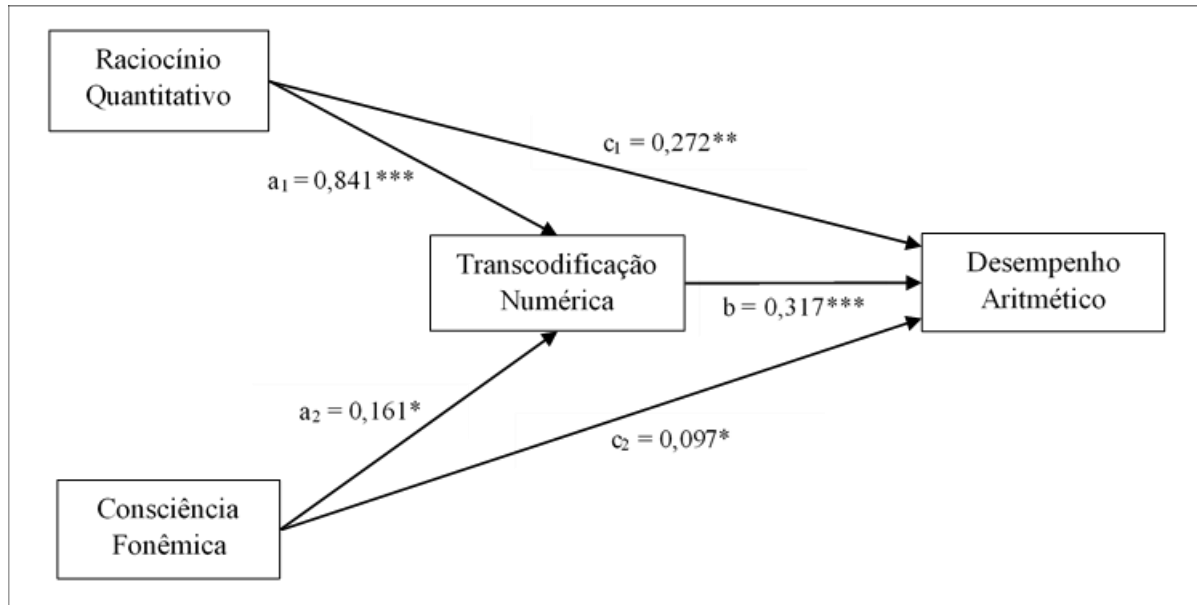 Raciocínio
Quantitativo
c₁ = 0,272**
a₁ = 0,841***
Transcodificação
Numérica
Desempenho
Aritmético
b = 0,317***
a₂ = 0,161*
c₂ = 0,097*
Consciência
Fonêmica